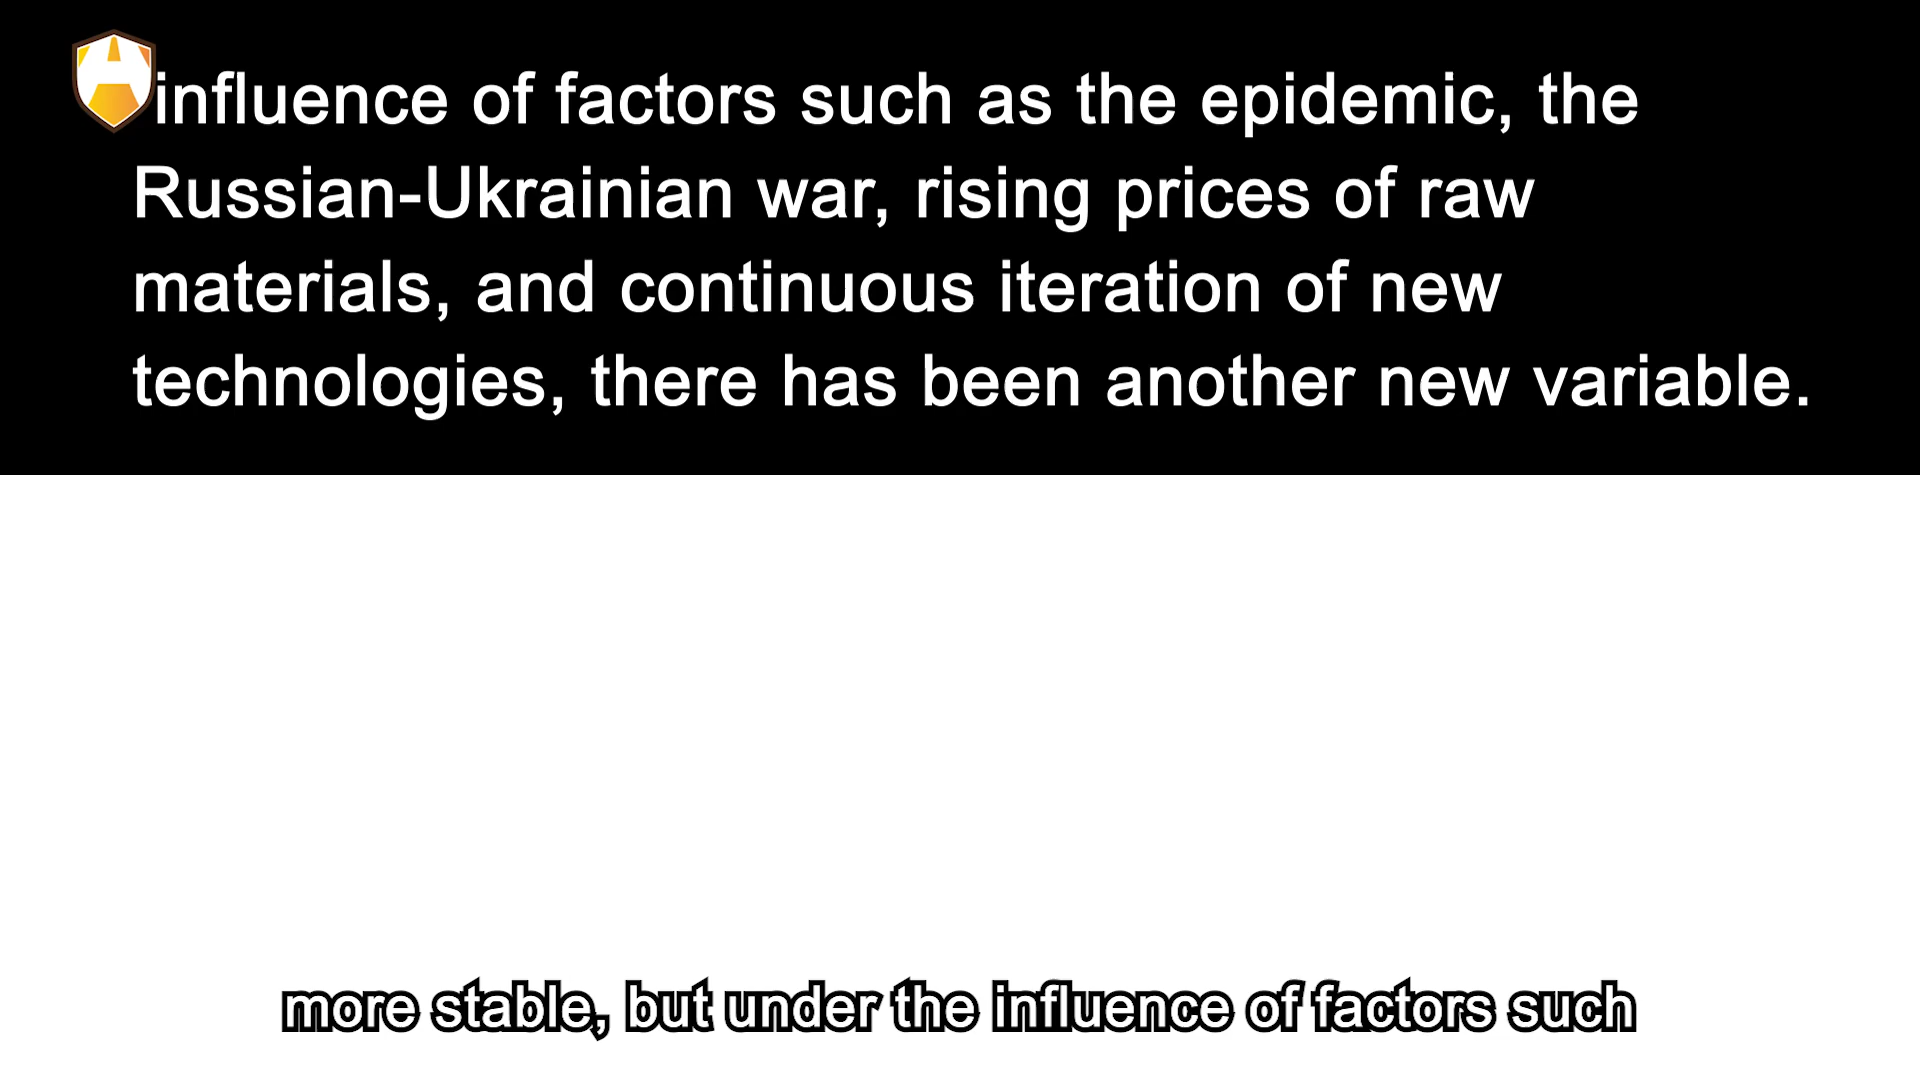 influence of factors such as the epidemic, the
Russian-Ukrainian war, rising prices of raw
materials, and continuous iteration of new
technologies, there has been another new variable.
more stable, but under the influence of factors such